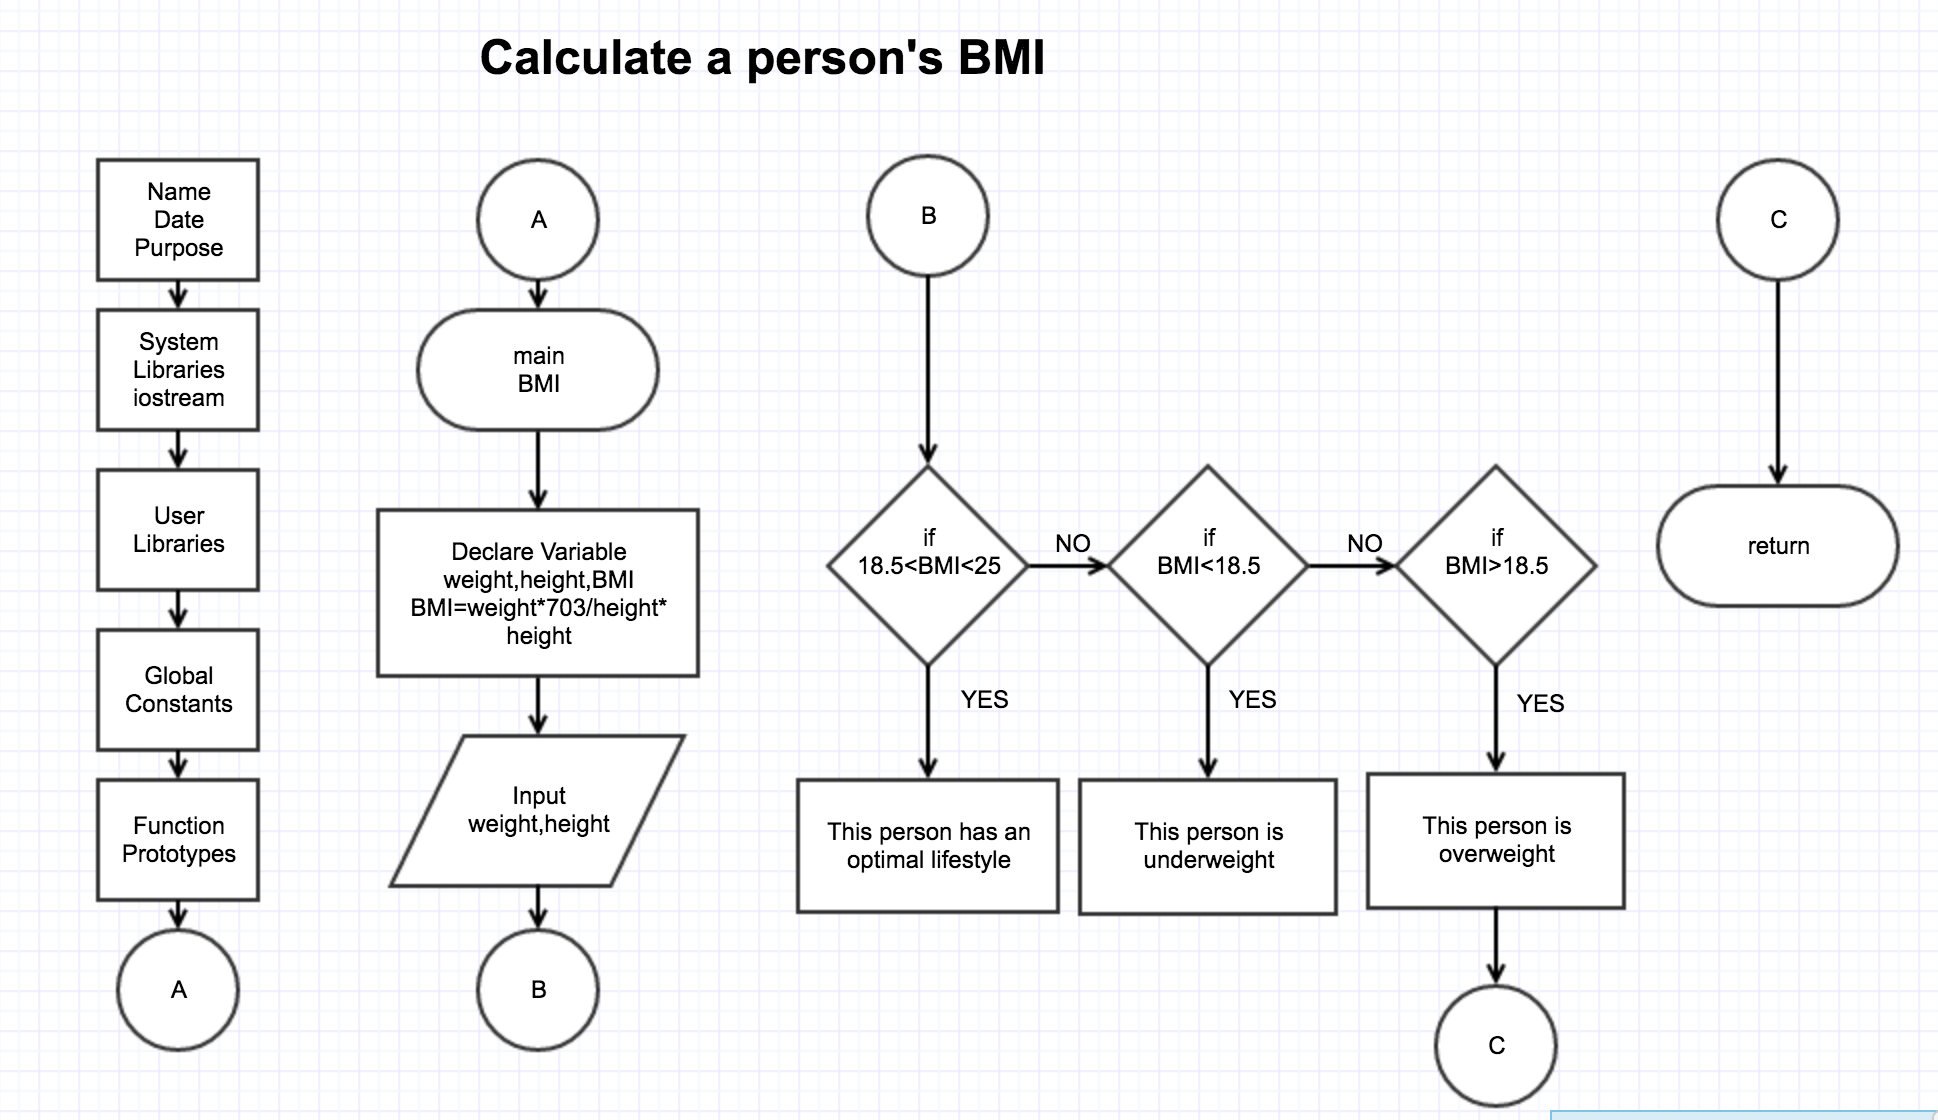 Calculate a person's BMI
Name
Date
Purpose
System
Libraries
iostream
User
Libraries
Global
Constants
Function
Prototypes
A
A
main
BMI
Declare Variable
weight,height,BMI
BMI=weight*703/height*
height
Input
weight,height
B
B
if
18.5<BMI<25
NO
YES
This person has an
optimal lifestyle
if
BMI<18.5
NO
YES
This person is
underweight
if
BMI>18.5
YES
This person is
overweight
C
C
return